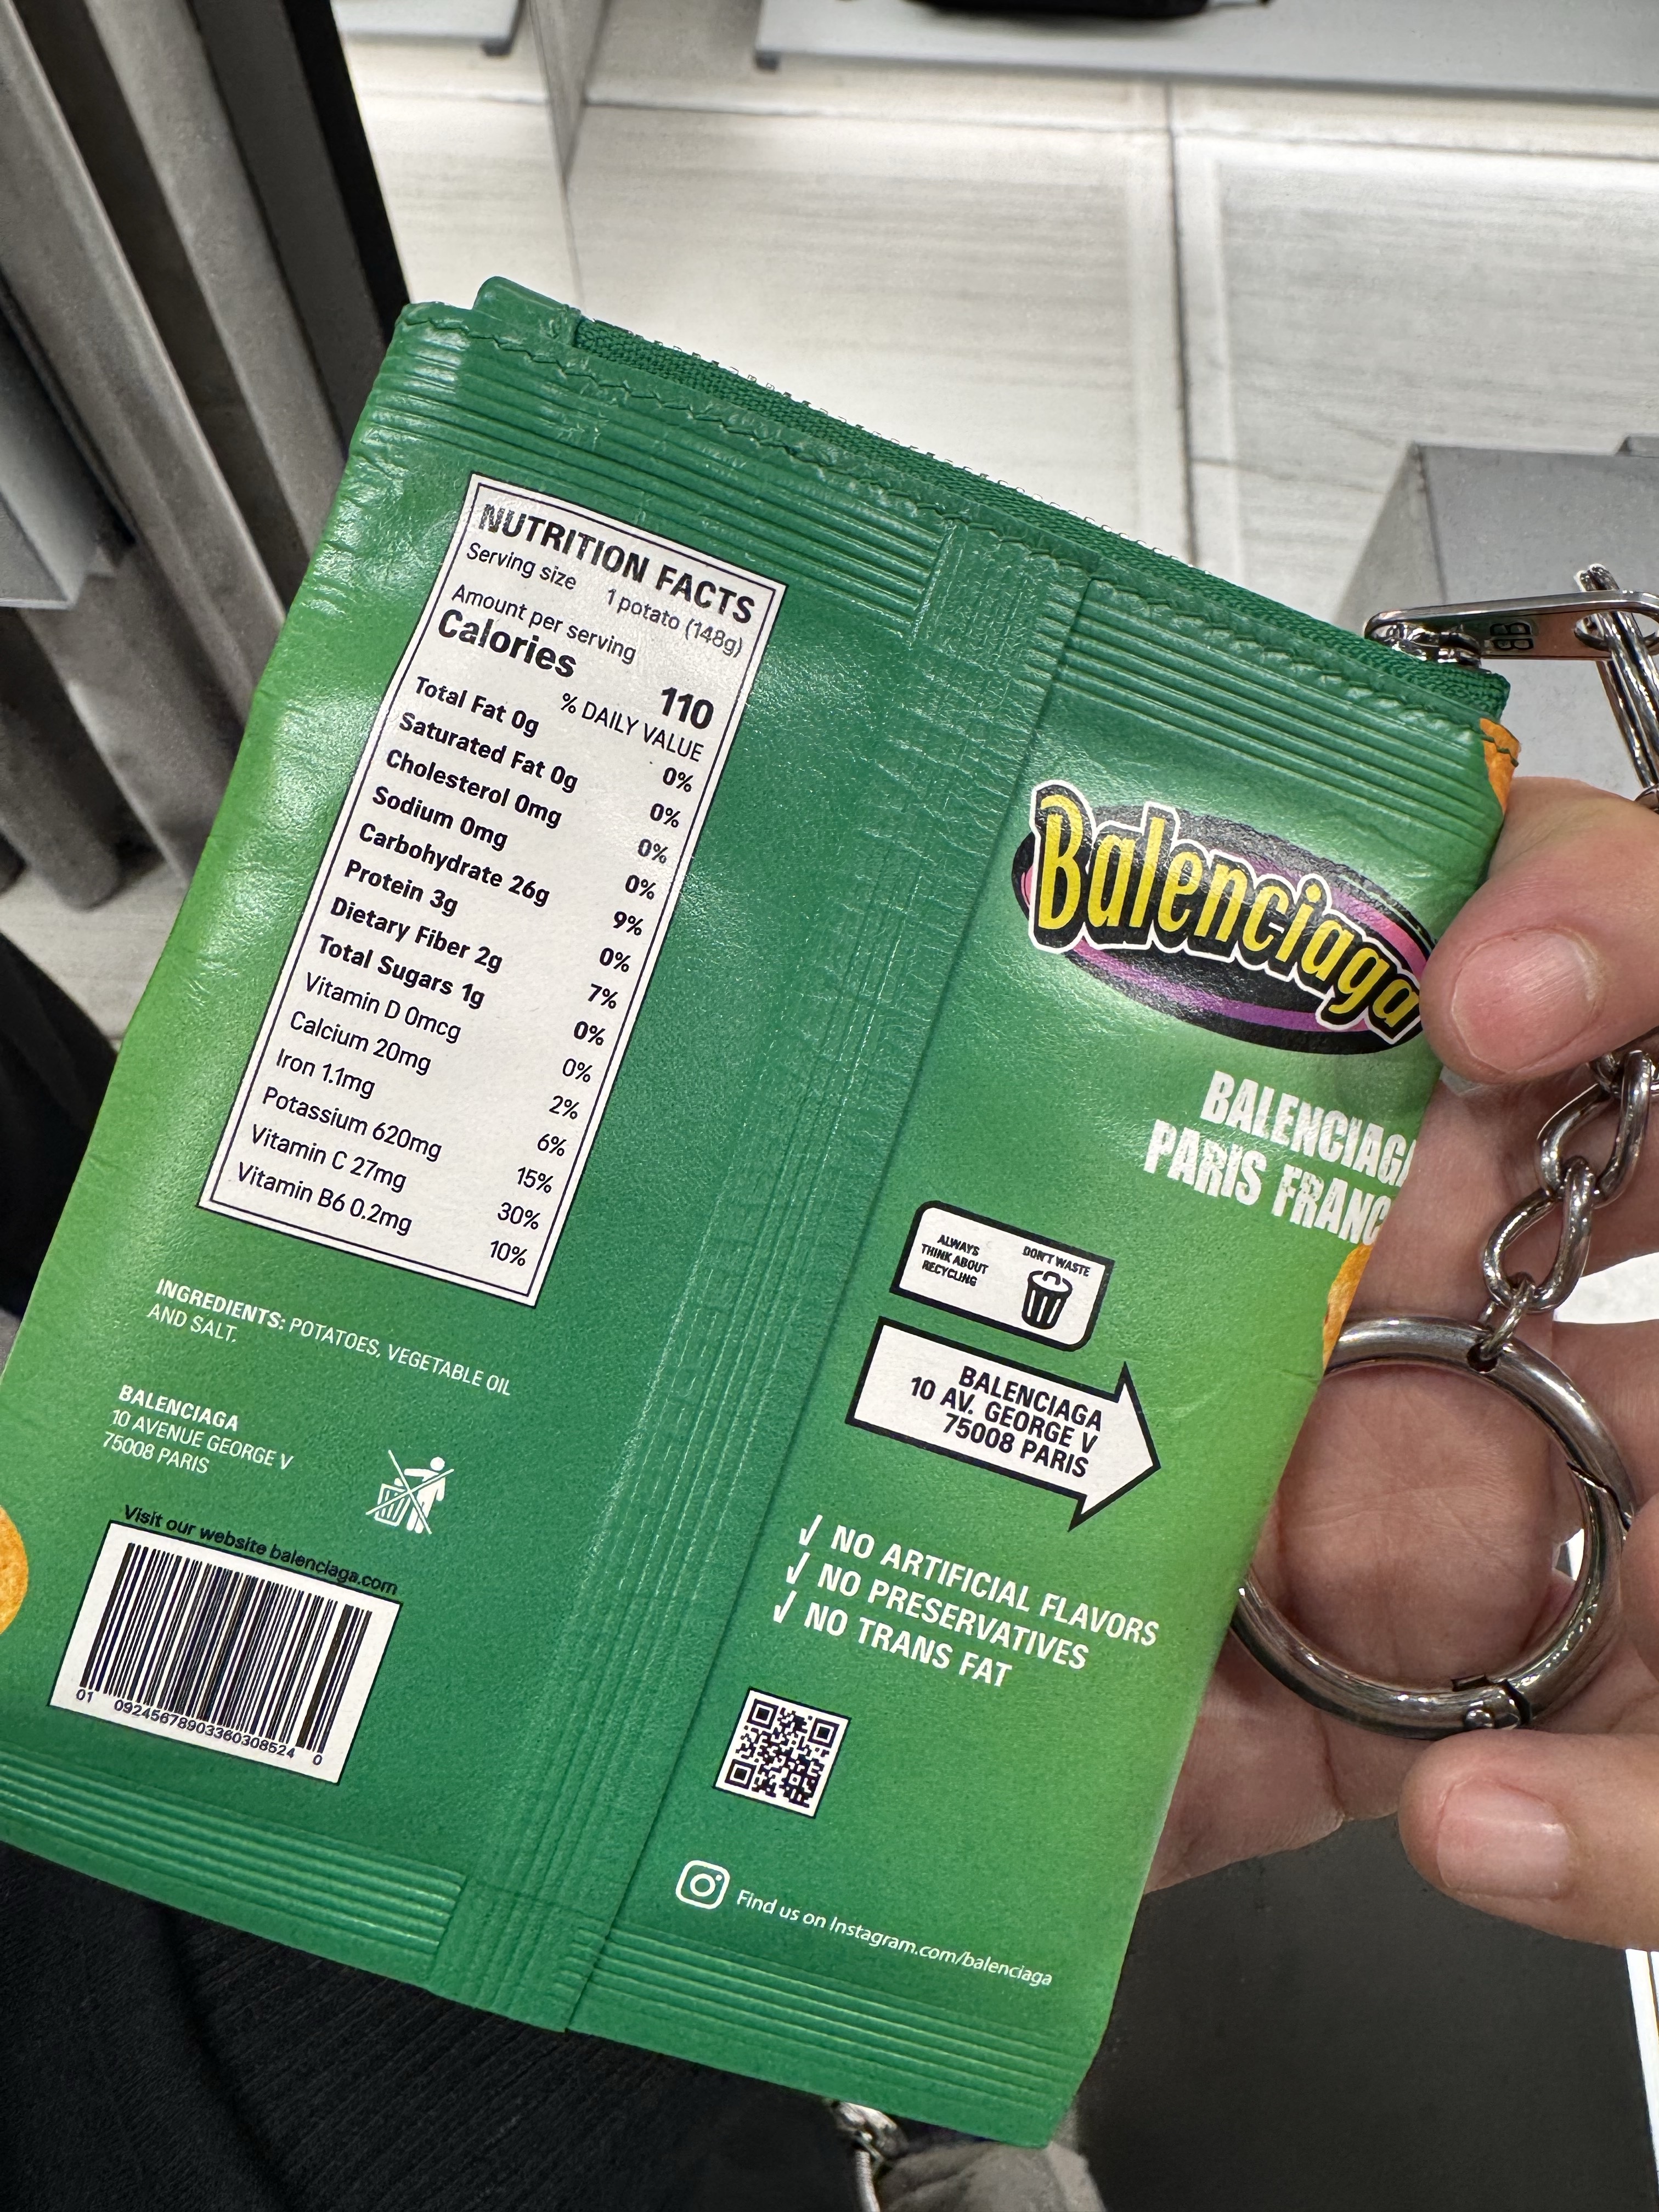 NUTRITION FACTS
Serving size 1 potato (148g)
Amount per serving
Calories 110
% DAILY VALUE
Total Fat 0g 0%
Saturated Fat 0g 0%
Cholesterol 0mg 0%
Sodium 0mg 0%
Carbohydrate 26g 9%
Protein 3g 0%
Dietary Fiber 2g 7%
Total Sugars 1g 0%
Vitamin D 0mcg 0%
Calcium 20mg 2%
Iron 1.1mg 6%
Potassium 620mg 15%
Vitamin C 27mg 30%
Vitamin B6 0.2mg 10%
INGREDIENTS: POTATOES, VEGETABLE OIL
AND SALT.
BALENCIAGA
10 AVENUE GEORGE V
75008 PARIS
Visit our website balenciaga.com
01 09245678903360308524 0
Balenciaga
BALENCIAGA
PARIS FRANC
ALWAYS
THINK ABOUT
RECYCLING
DON'T WASTE
BALENCIAGA
10 AV. GEORGE V
75008 PARIS
NO ARTIFICIAL FLAVORS
NO PRESERVATIVES
NO TRANS FAT
Find us on Instagram.com/balenciaga
BB